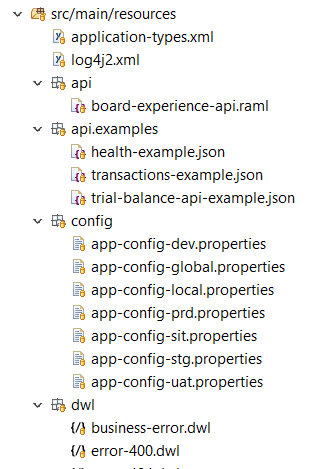 src/main/resources
application-types.xml
log4j2.xml
api
board-experience-api.raml
api.examples
health-example.json
transactions-example.json
trial-balance-api-example.json
config
app-config-dev.properties
app-config-global.properties
app-config-local.properties
app-config-prd.properties
app-config-sit.properties
app-config-stg.properties
app-config-uat.properties
dwl
business-error.dwl
error-400.dwl